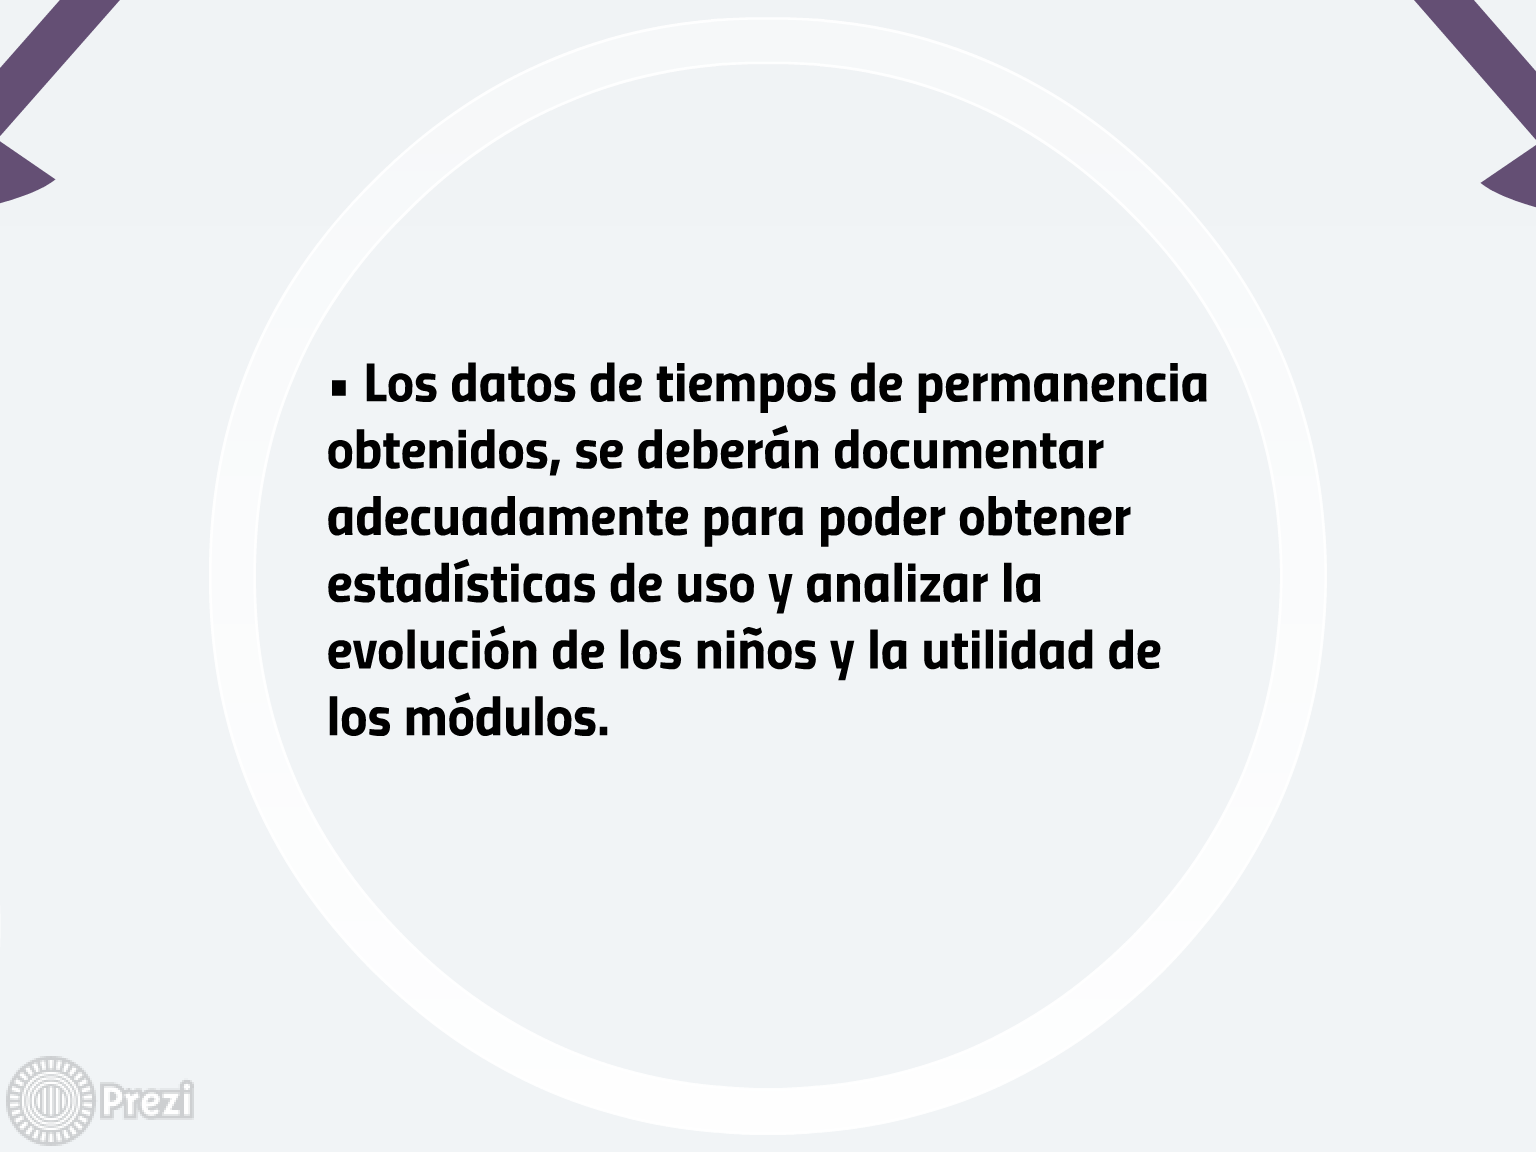 ▪ Los datos de tiempos de permanencia
obtenidos, se deberán documentar
adecuadamente para poder obtener
estadísticas de uso y analizar la
evolución de los niños y la utilidad de
los módulos.
Prezi